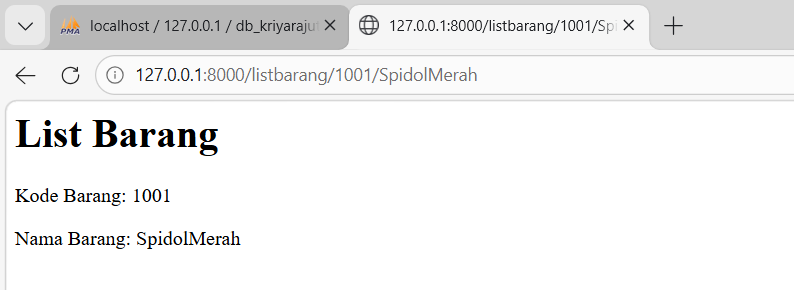 localhost / 127.0.0.1 / db_kriyarajut
127.0.0.1:8000/listbarang/1001/Sp
127.0.0.1:8000/listbarang/1001/SpidolMerah
List Barang
Kode Barang: 1001
Nama Barang: SpidolMerah